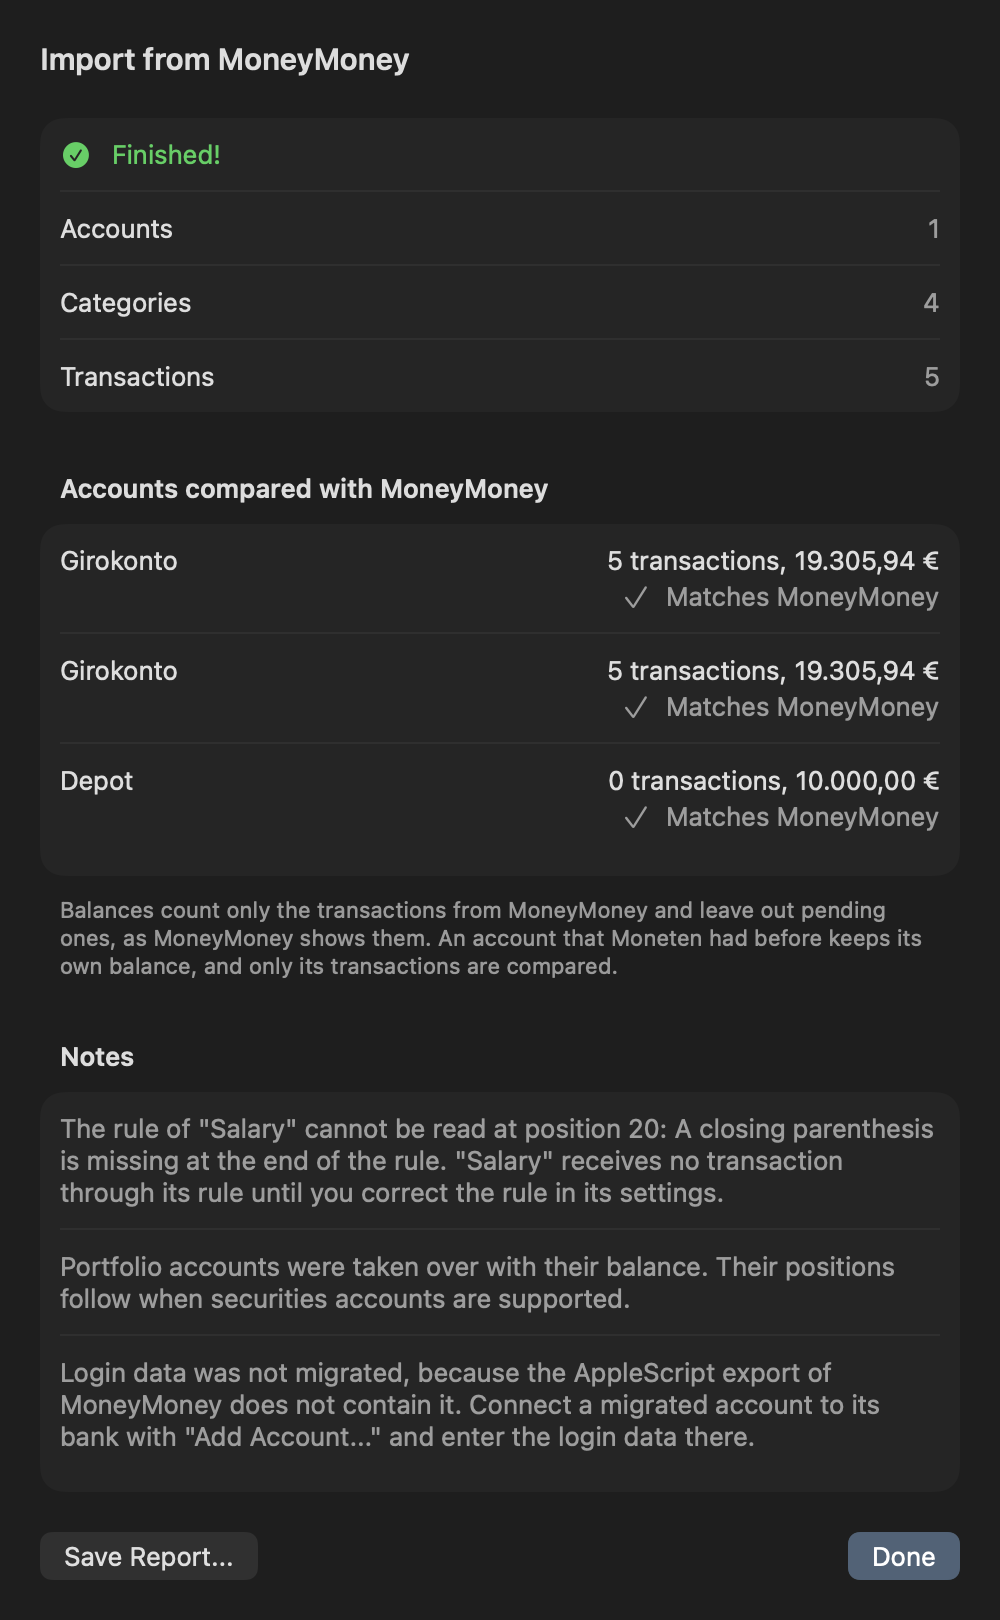 Import from MoneyMoney
Finished!
Accounts 1
Categories 4
Transactions 5
Accounts compared with MoneyMoney
Girokonto 5 transactions, 19.305,94 €
✓ Matches MoneyMoney
Girokonto 5 transactions, 19.305,94 €
✓ Matches MoneyMoney
Depot 0 transactions, 10.000,00 €
✓ Matches MoneyMoney
Balances count only the transactions from MoneyMoney and leave out pending
ones, as MoneyMoney shows them. An account that Moneten had before keeps its
own balance, and only its transactions are compared.
Notes
The rule of "Salary" cannot be read at position 20: A closing parenthesis
is missing at the end of the rule. "Salary" receives no transaction
through its rule until you correct the rule in its settings.
Portfolio accounts were taken over with their balance. Their positions
follow when securities accounts are supported.
Login data was not migrated, because the AppleScript export of
MoneyMoney does not contain it. Connect a migrated account to its
bank with "Add Account..." and enter the login data there.
Save Report... Done